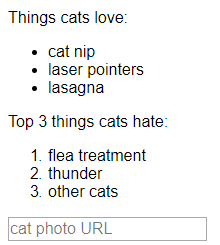 Things cats love:
• cat nip
• laser pointers
• lasagna
Top 3 things cats hate:
1. flea treatment
2. thunder
3. other cats
cat photo URL